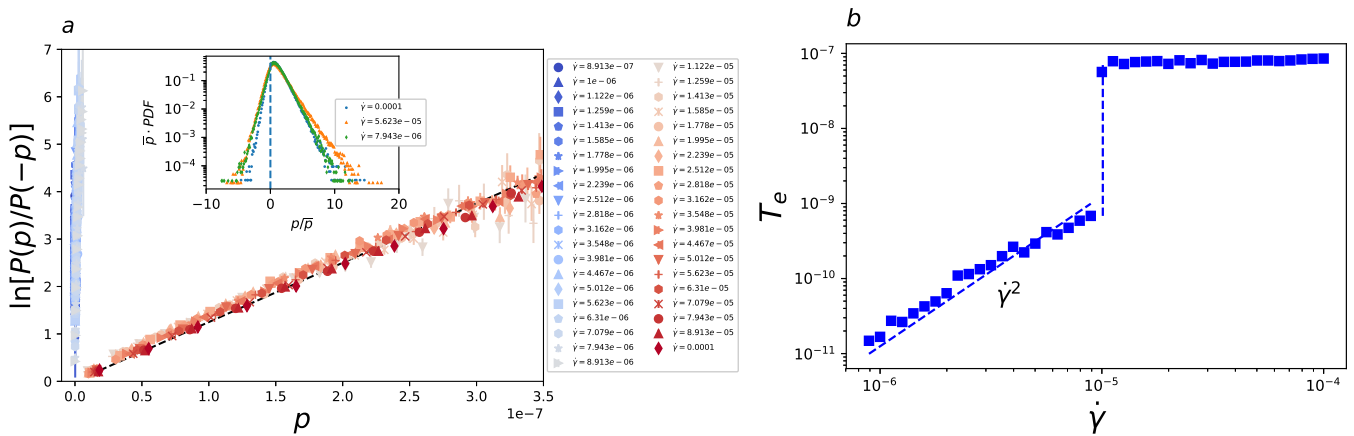 a
7
6
5
4
3
2
1
0
ln[P(p)/P(−p)]
0.0
0.5
1.0
1.5
2.0
2.5
3.0
3.5
1e−7
p
10⁻¹
10⁻²
10⁻³
10⁻⁴
p̅ · PDF
−10
0
10
20
p/p̅
γ̇ = 0.0001
γ̇ = 5.623e−05
γ̇ = 7.943e−06
γ̇ = 8.913e−07
γ̇ = 1e−06
γ̇ = 1.122e−06
γ̇ = 1.259e−06
γ̇ = 1.413e−06
γ̇ = 1.585e−06
γ̇ = 1.778e−06
γ̇ = 1.995e−06
γ̇ = 2.239e−06
γ̇ = 2.512e−06
γ̇ = 2.818e−06
γ̇ = 3.162e−06
γ̇ = 3.548e−06
γ̇ = 3.981e−06
γ̇ = 4.467e−06
γ̇ = 5.012e−06
γ̇ = 5.623e−06
γ̇ = 6.31e−06
γ̇ = 7.079e−06
γ̇ = 7.943e−06
γ̇ = 8.913e−06
γ̇ = 1.122e−05
γ̇ = 1.259e−05
γ̇ = 1.413e−05
γ̇ = 1.585e−05
γ̇ = 1.778e−05
γ̇ = 1.995e−05
γ̇ = 2.239e−05
γ̇ = 2.512e−05
γ̇ = 2.818e−05
γ̇ = 3.162e−05
γ̇ = 3.548e−05
γ̇ = 3.981e−05
γ̇ = 4.467e−05
γ̇ = 5.012e−05
γ̇ = 5.623e−05
γ̇ = 6.31e−05
γ̇ = 7.079e−05
γ̇ = 7.943e−05
γ̇ = 8.913e−05
γ̇ = 0.0001
b
10⁻⁷
10⁻⁸
10⁻⁹
10⁻¹⁰
10⁻¹¹
Tₑ
γ̇²
10⁻⁶
10⁻⁵
10⁻⁴
γ̇